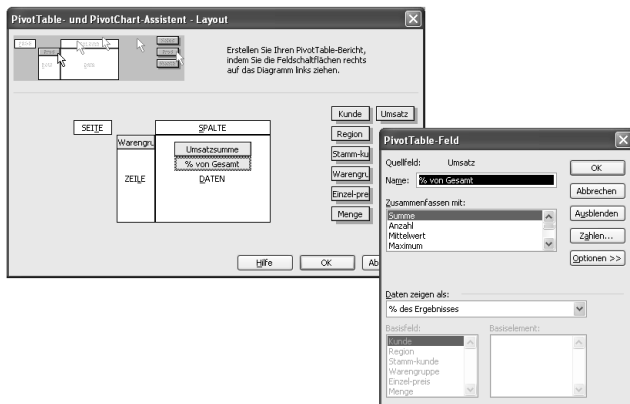 PivotTable- und PivotChart-Assistent - Layout
Erstellen Sie Ihren PivotTable-Bericht,
indem Sie die Feldschaltflächen rechts
auf das Diagramm links ziehen.
SEITE
SPALTE
Warengru
Umsatzsumme
% von Gesamt
ZEILE
DATEN
Kunde
Umsatz
Region
Stamm-ku
Warengru
Einzel-pre
Menge
Hilfe
OK
Ab
PivotTable-Feld
Quellfeld: Umsatz
Name: % von Gesamt
Zusammenfassen mit:
Summe
Anzahl
Mittelwert
Maximum
OK
Abbrechen
Ausblenden
Zahlen...
Optionen >>
Daten zeigen als:
% des Ergebnisses
Basisfeld:
Basiselement:
Kunde
Region
Stamm-kunde
Warengruppe
Einzel-preis
Menge